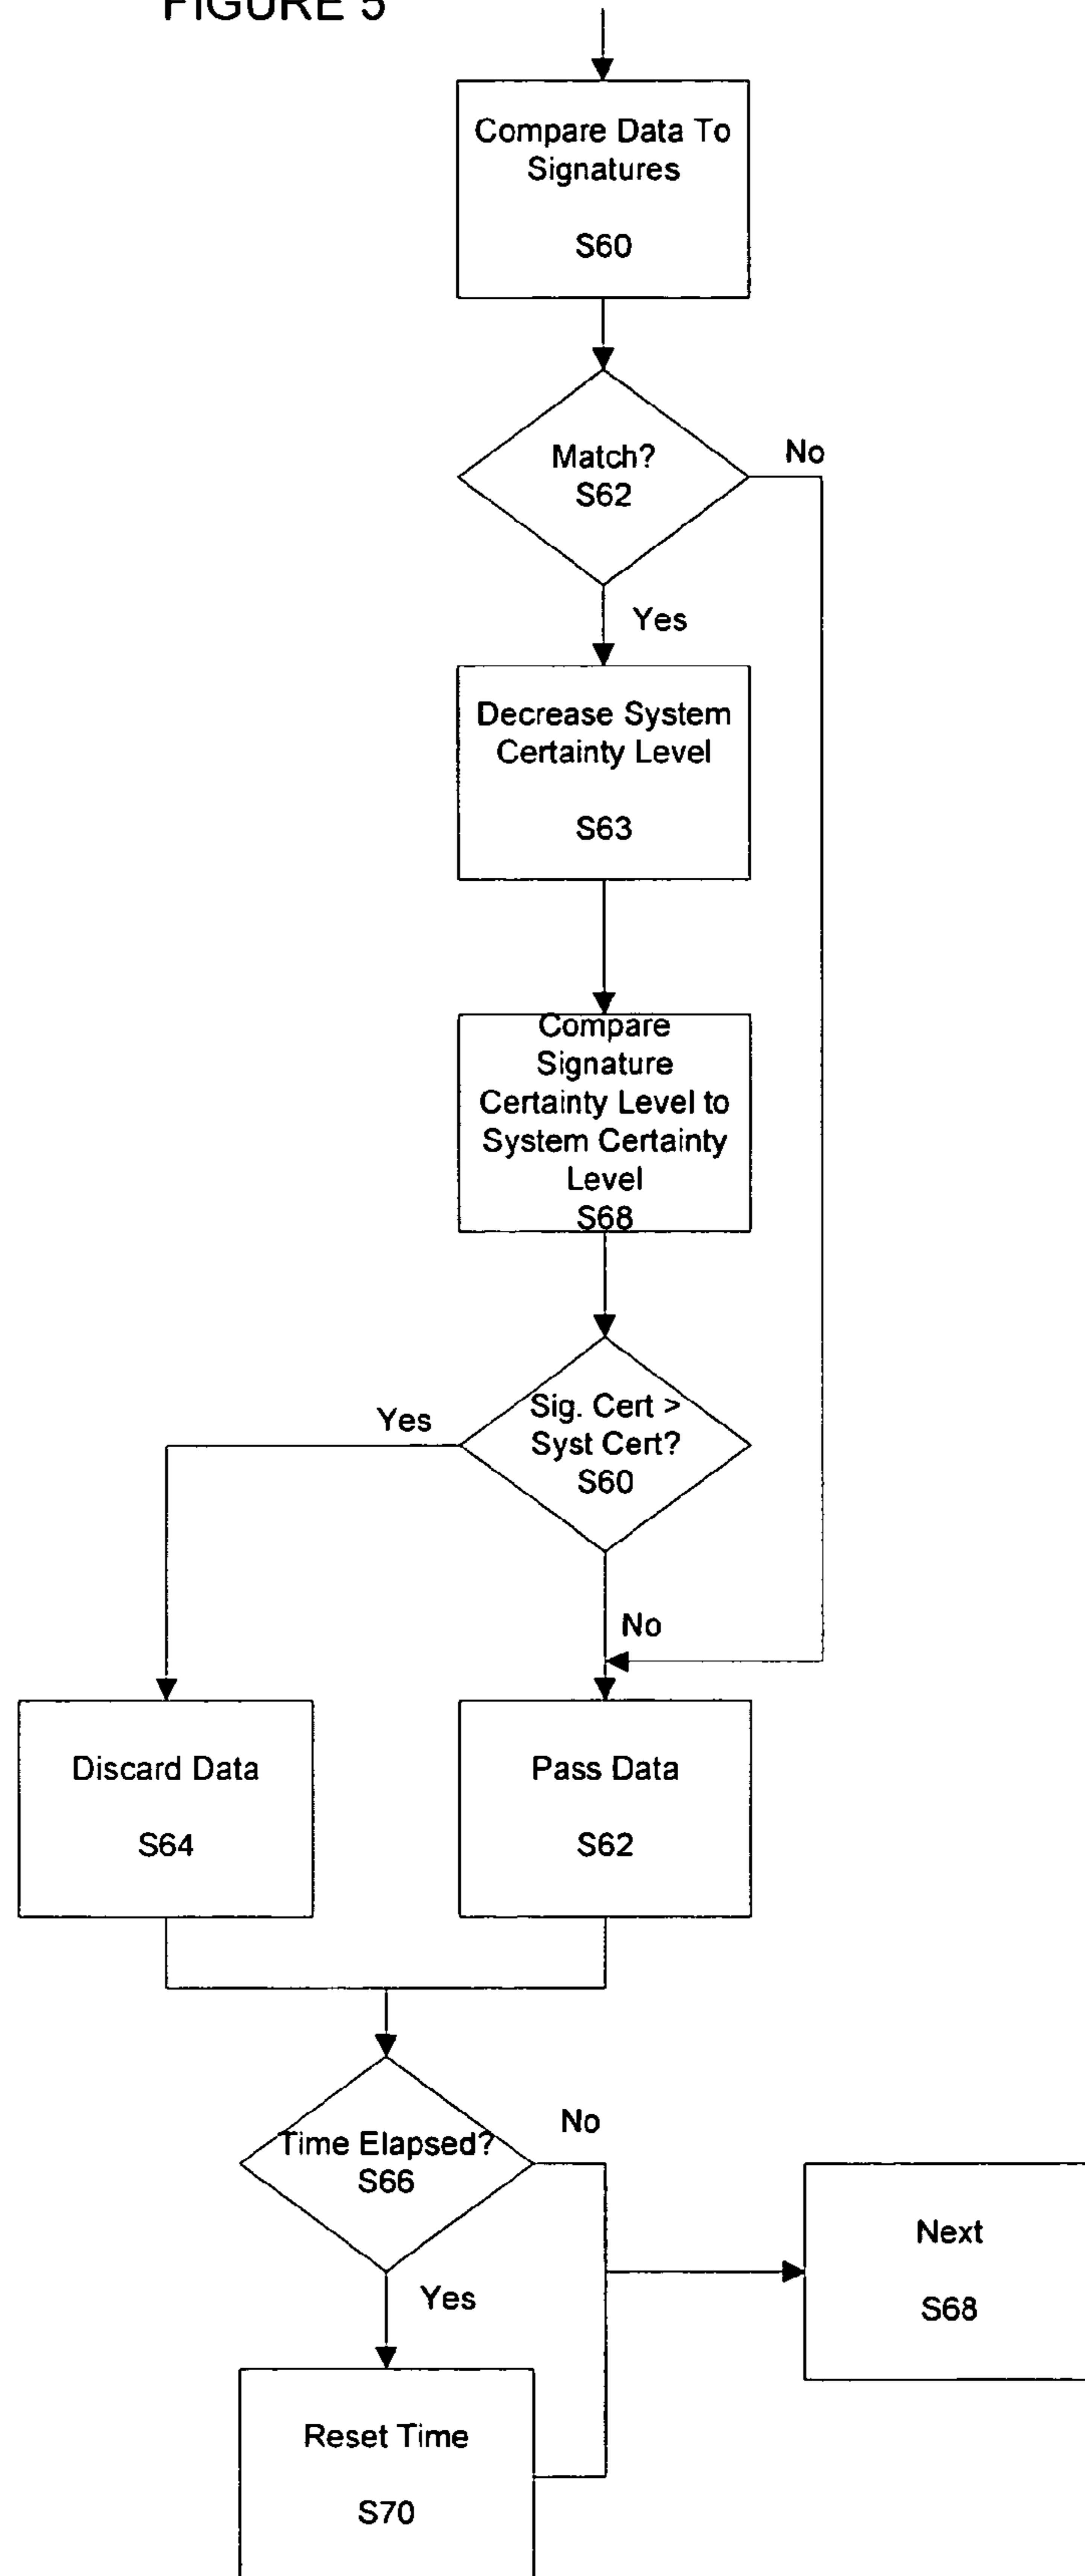 FIGURE 5
Compare Data To
Signatures
S60
Match?
S62
No
Yes
Decrease System
Certainty Level
S63
Compare
Signature
Certainty Level to
System Certainty
Level
S68
Sig. Cert >
Syst Cert?
S60
Yes
No
Discard Data
S64
Pass Data
S62
Time Elapsed?
S66
No
Yes
Next
S68
Reset Time
S70